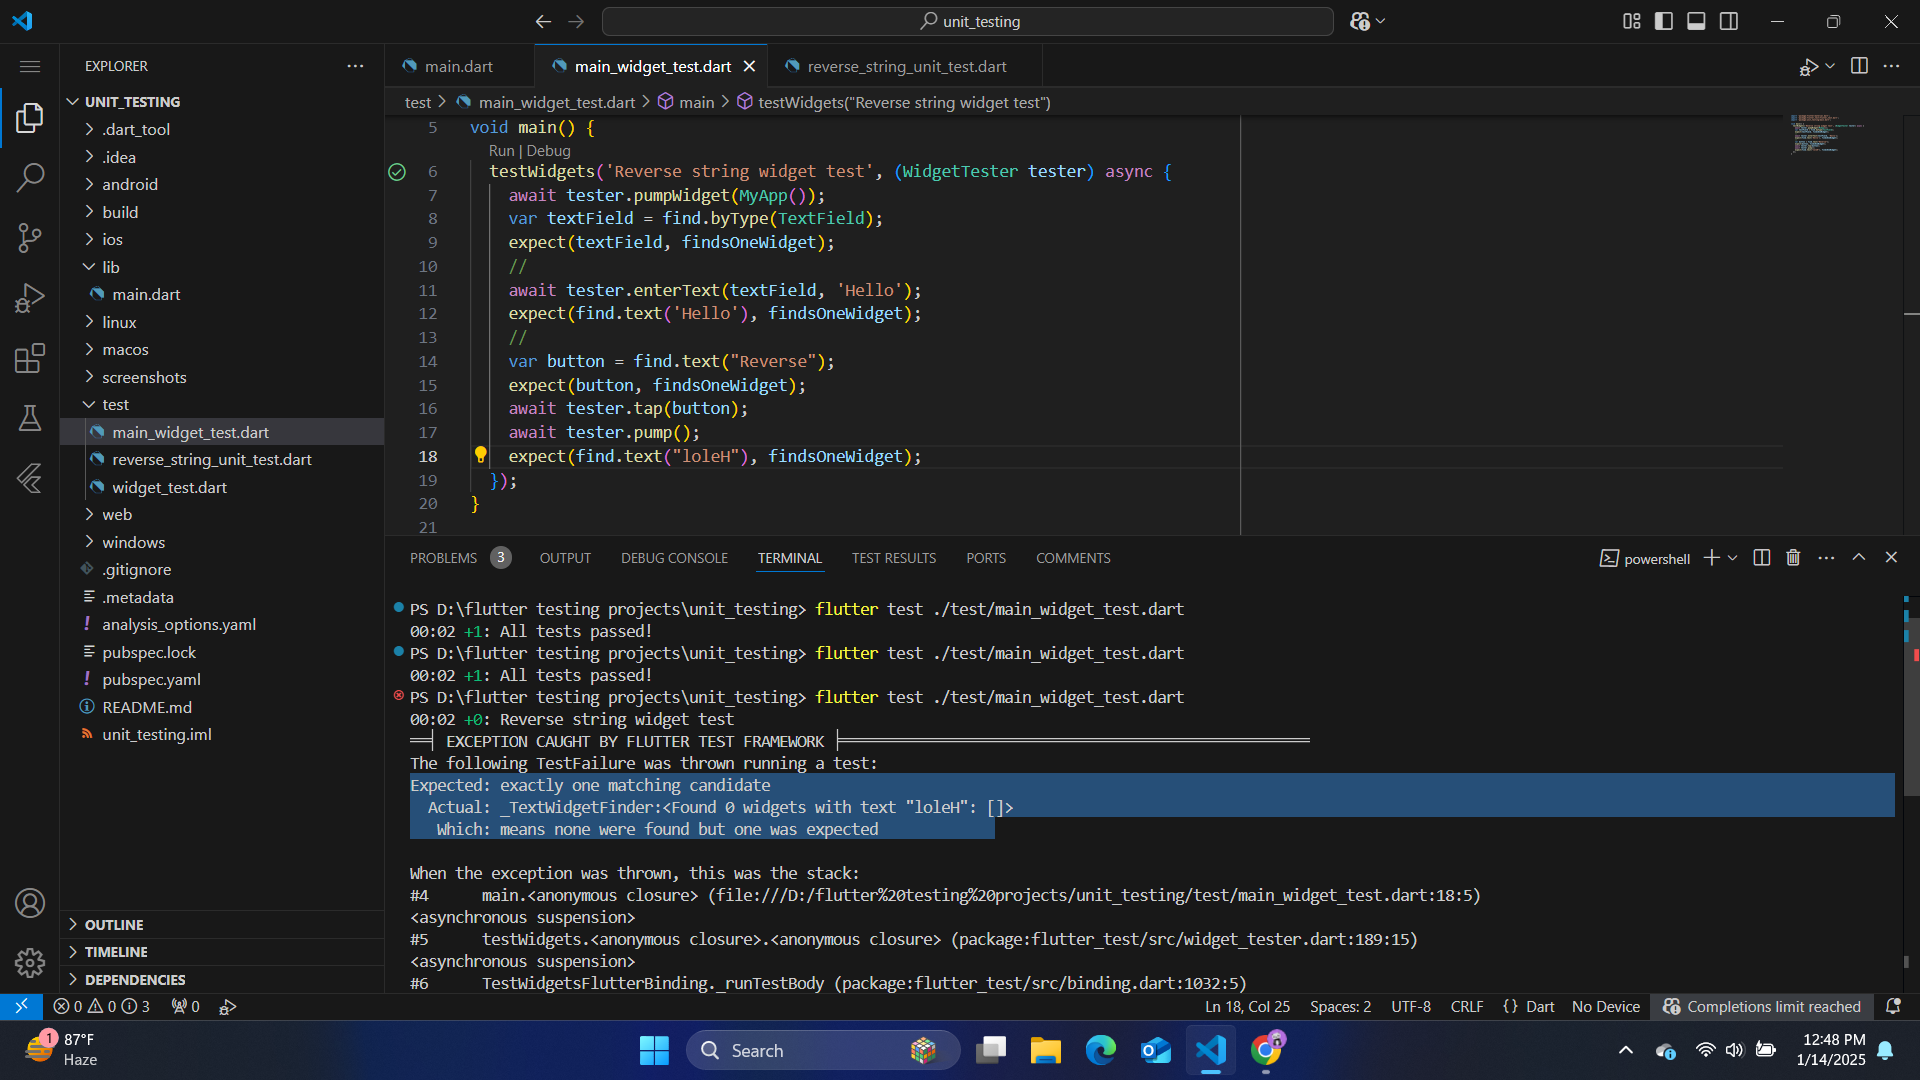 unit_testing
EXPLORER
UNIT_TESTING
.dart_tool
.idea
android
build
ios
lib
main.dart
linux
macos
screenshots
test
main_widget_test.dart
reverse_string_unit_test.dart
widget_test.dart
web
windows
.gitignore
.metadata
analysis_options.yaml
pubspec.lock
pubspec.yaml
README.md
unit_testing.iml
OUTLINE
TIMELINE
DEPENDENCIES
main.dart main_widget_test.dart reverse_string_unit_test.dart
test > main_widget_test.dart > main > testWidgets("Reverse string widget test")
5 void main() {
Run | Debug
6 testWidgets('Reverse string widget test', (WidgetTester tester) async {
7 await tester.pumpWidget(MyApp());
8 var textField = find.byType(TextField);
9 expect(textField, findsOneWidget);
10 //
11 await tester.enterText(textField, 'Hello');
12 expect(find.text('Hello'), findsOneWidget);
13 //
14 var button = find.text("Reverse");
15 expect(button, findsOneWidget);
16 await tester.tap(button);
17 await tester.pump();
18 expect(find.text("loleH"), findsOneWidget);
19 });
20 }
21
PROBLEMS 3 OUTPUT DEBUG CONSOLE TERMINAL TEST RESULTS PORTS COMMENTS powershell
PS D:\flutter testing projects\unit_testing> flutter test ./test/main_widget_test.dart
00:02 +1: All tests passed!
PS D:\flutter testing projects\unit_testing> flutter test ./test/main_widget_test.dart
00:02 +1: All tests passed!
PS D:\flutter testing projects\unit_testing> flutter test ./test/main_widget_test.dart
00:02 +0: Reverse string widget test
══╡ EXCEPTION CAUGHT BY FLUTTER TEST FRAMEWORK ╞════════════════════════════════════════════════════
The following TestFailure was thrown running a test:
Expected: exactly one matching candidate
Actual: _TextWidgetFinder:<Found 0 widgets with text "loleH": []>
Which: means none were found but one was expected
When the exception was thrown, this was the stack:
#4 main.<anonymous closure> (file:///D:/flutter%20testing%20projects/unit_testing/test/main_widget_test.dart:18:5)
<asynchronous suspension>
#5 testWidgets.<anonymous closure>.<anonymous closure> (package:flutter_test/src/widget_tester.dart:189:15)
<asynchronous suspension>
#6 TestWidgetsFlutterBinding._runTestBody (package:flutter_test/src/binding.dart:1032:5)
0 0 3 0 Ln 18, Col 25 Spaces: 2 UTF-8 CRLF {} Dart No Device Completions limit reached
1 87°F
Haze
Search
12:48 PM
1/14/2025